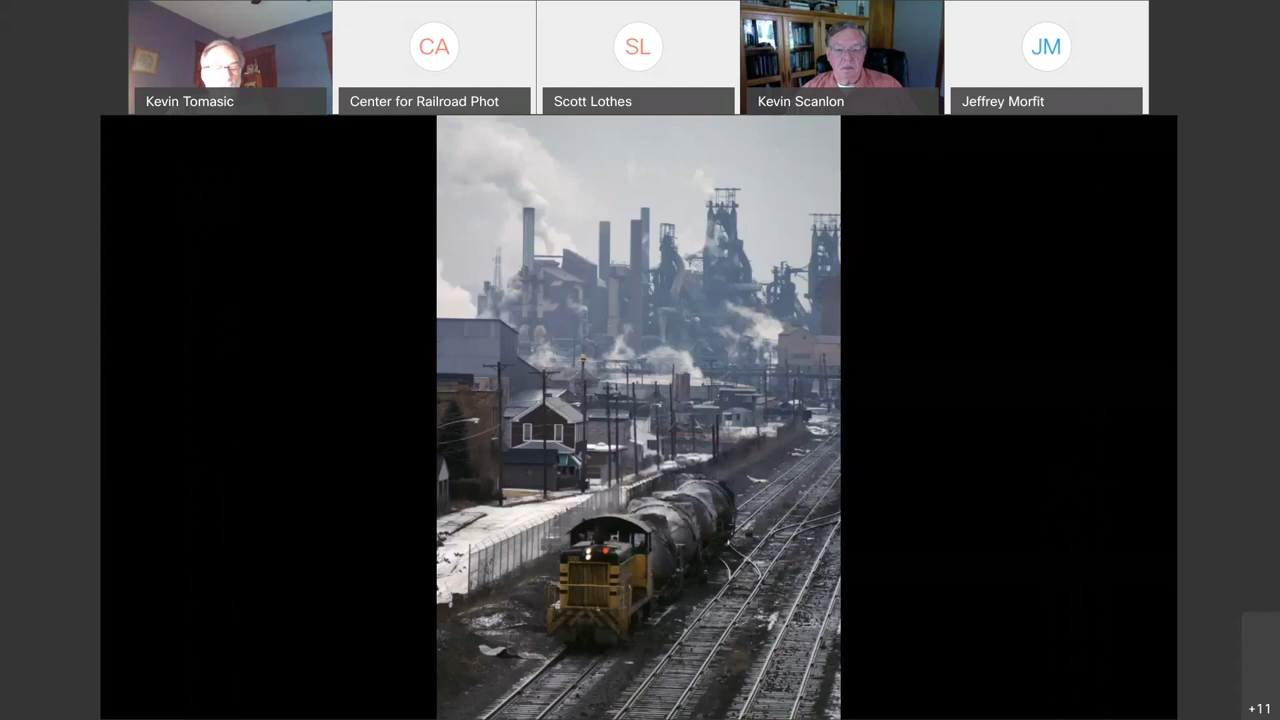 CA
SL
JM
Kevin Tomasic
Center for Railroad Phot
Scott Lothes
Kevin Scanlon
Jeffrey Morfit
+11